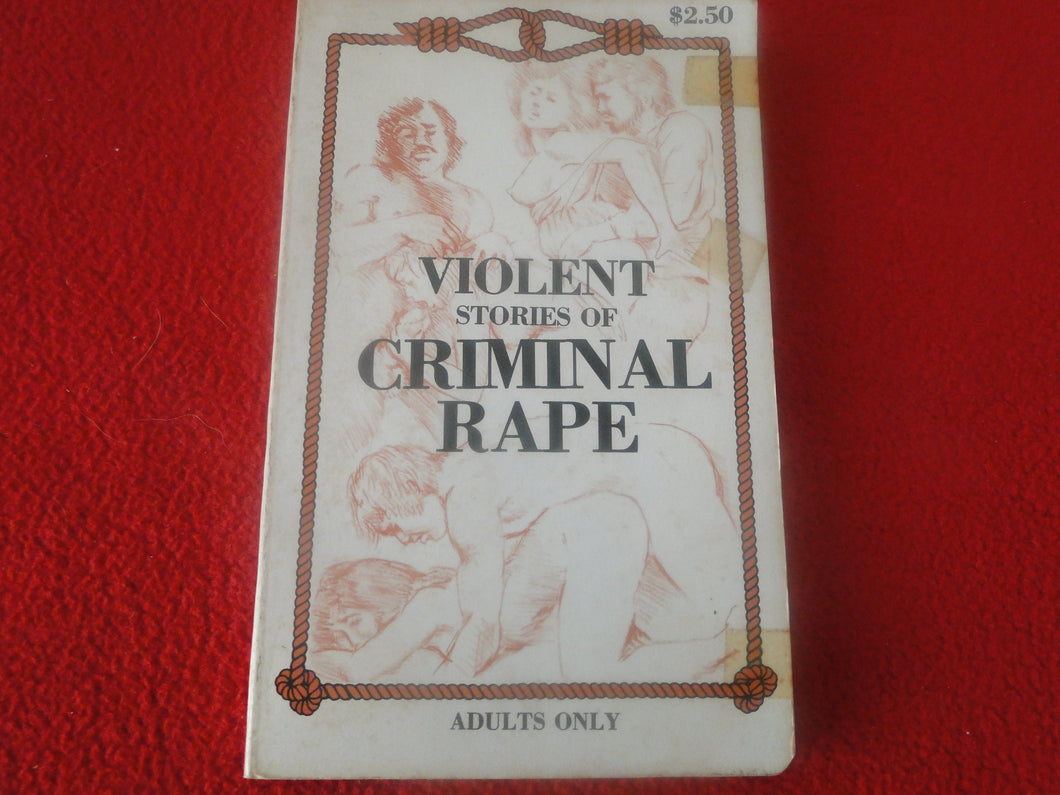 $2.50
VIOLENT
STORIES OF
CRIMINAL
RAPE
ADULTS ONLY